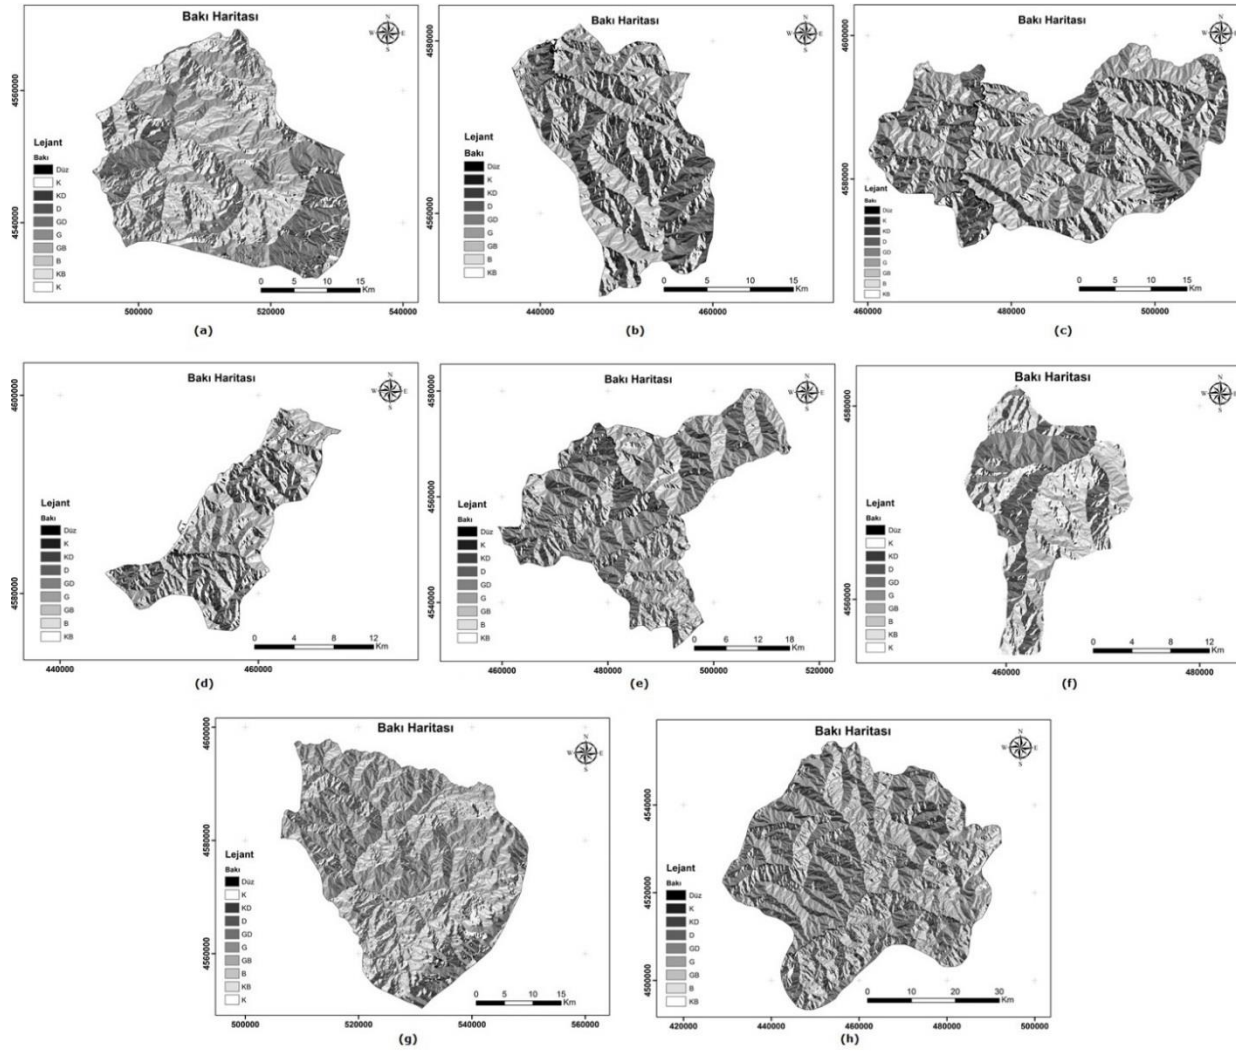 Bakı Haritası
N
W E
S
4560000
4540000
Lejant
Bakı
Düz
K
KD
D
GD
G
GB
B
KB
K
0 5 10 15
Km
500000 520000 540000
(a)
Bakı Haritası
N
W E
S
4580000
4560000
Lejant
Bakı
Düz
K
KD
D
GD
G
GB
B
KB
0 5 10 15
Km
440000 460000
(b)
Bakı Haritası
N
W E
S
4600000
4580000
Lejant
Bakı
Düz
K
KD
D
GD
G
GB
B
KB
0 5 10 15
Km
460000 480000 500000
(c)
Bakı Haritası
N
W E
S
4600000
4580000
Lejant
Bakı
Düz
K
KD
D
GD
G
GB
B
KB
0 4 8 12
Km
440000 460000
(d)
Bakı Haritası
N
W E
S
4580000
4560000
4540000
Lejant
Bakı
Düz
K
KD
D
GD
G
GB
B
KB
0 6 12 18
Km
460000 480000 500000 520000
(e)
Bakı Haritası
N
W E
S
4580000
4560000
Lejant
Bakı
Düz
K
KD
D
GD
G
GB
B
KB
K
0 4 8 12
Km
460000 480000
(f)
Bakı Haritası
N
W E
S
4600000
4580000
4560000
Lejant
Bakı
Düz
K
KD
D
GD
G
GB
B
KB
K
0 5 10 15
Km
500000 520000 540000 560000
(g)
Bakı Haritası
N
W E
S
4540000
4520000
4500000
Lejant
Bakı
Düz
K
KD
D
GD
G
GB
B
KB
0 10 20 30
Km
420000 440000 460000 480000 500000
(h)